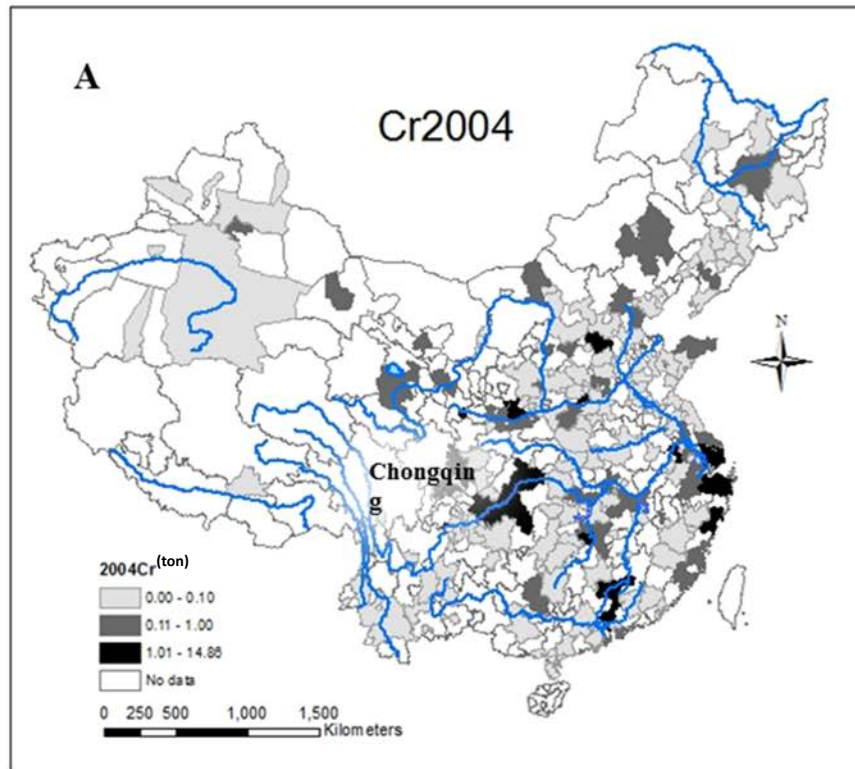 A
Cr2004
N
Chongqin
g
2004Cr(ton)
0.00 - 0.10
0.11 - 1.00
1.01 - 14.86
No data
0 250 500 1,000 1,500
Kilometers